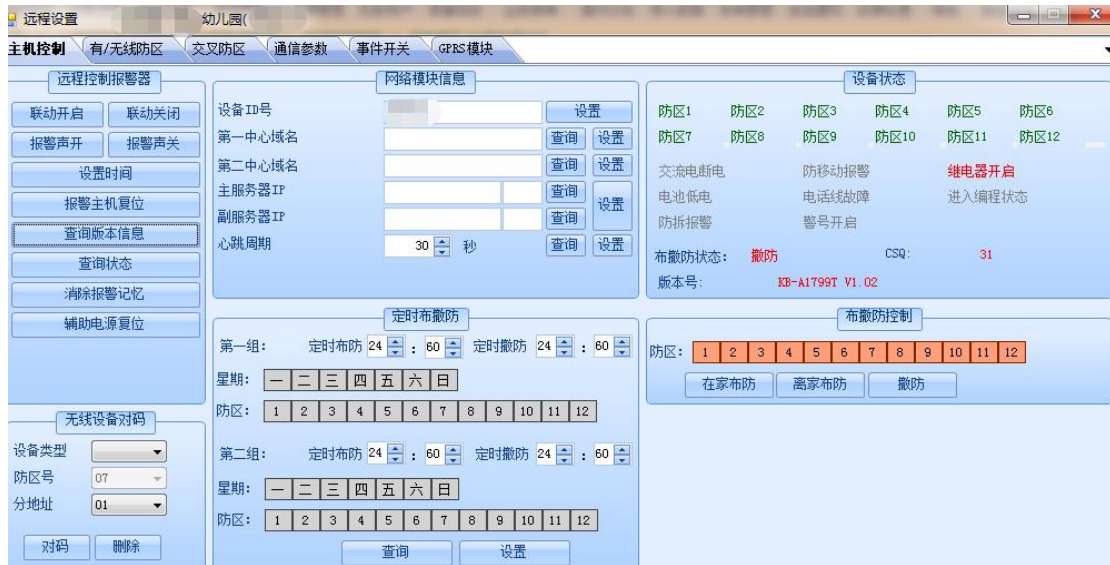 远程设置 幼儿园(
主机控制 有/无线防区 交叉防区 通信参数 事件开关 GPRS模块
远程控制报警器
联动开启 联动关闭
报警声开 报警声关
设置时间
报警主机复位
查询版本信息
查询状态
消除报警记忆
辅助电源复位
无线设备对码
设备类型
防区号 07
分地址 01
对码 删除
网络模块信息
设备ID号 设置
第一中心域名 查询 设置
第二中心域名 查询 设置
主服务器IP 查询
设置
副服务器IP 查询
心跳周期 30 秒 查询 设置
定时布撤防
第一组: 定时布防 24 : 60 定时撤防 24 : 60
星期: 一 二 三 四 五 六 日
防区: 1 2 3 4 5 6 7 8 9 10 11 12
第二组: 定时布防 24 : 60 定时撤防 24 : 60
星期: 一 二 三 四 五 六 日
防区: 1 2 3 4 5 6 7 8 9 10 11 12
查询 设置
设备状态
防区1 防区2 防区3 防区4 防区5 防区6
防区7 防区8 防区9 防区10 防区11 防区12
交流电断电 防移动报警 继电器开启
电池低电 电话线故障 进入编程状态
防拆报警 警号开启
布撤防状态: 撤防 CSQ: 31
版本号: KB-A1799T V1.02
布撤防控制
防区: 1 2 3 4 5 6 7 8 9 10 11 12
在家布防 离家布防 撤防